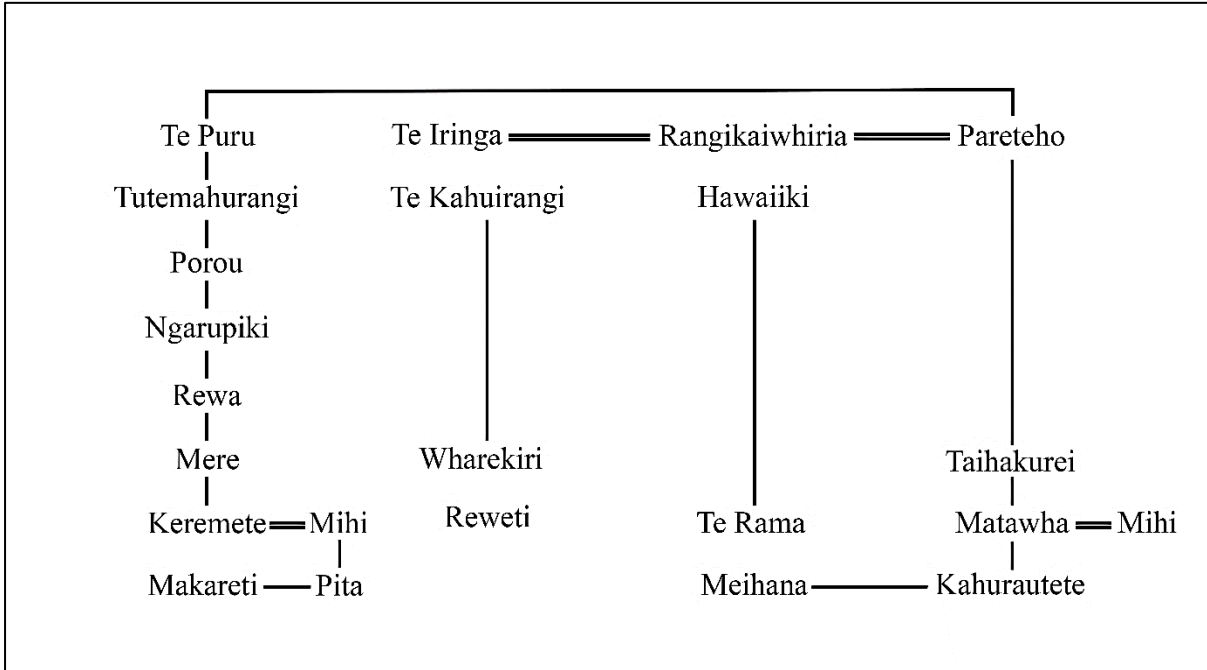 Te Puru Te Iringa Rangikaiwhiria Pareteho
Tutemahurangi Te Kahuirangi Hawaiiki
Porou
Ngarupiki
Rewa
Mere Wharekiri Taihakurei
Keremete Mihi Reweti Te Rama Matawha Mihi
Makareti Pita Meihana Kahurautete